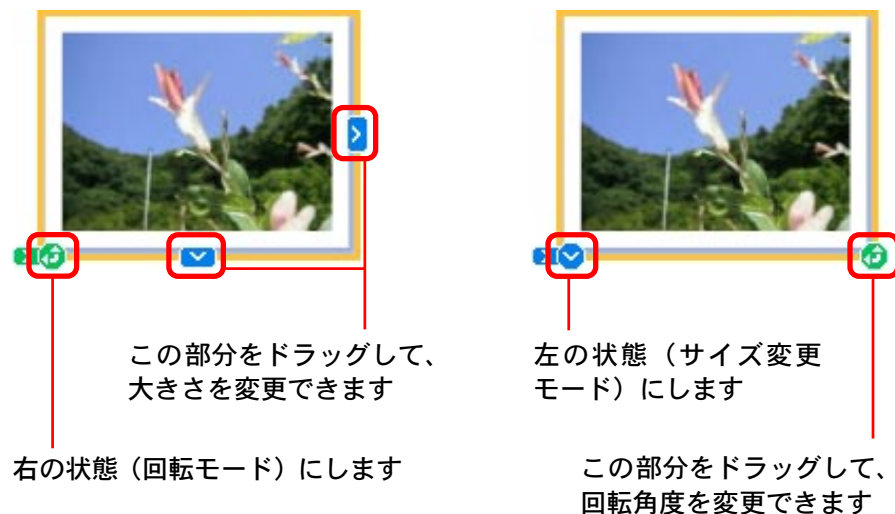 この部分をドラッグして、
大きさを変更できます
右の状態（回転モード）にします
左の状態（サイズ変更
モード）にします
この部分をドラッグして、
回転角度を変更できます